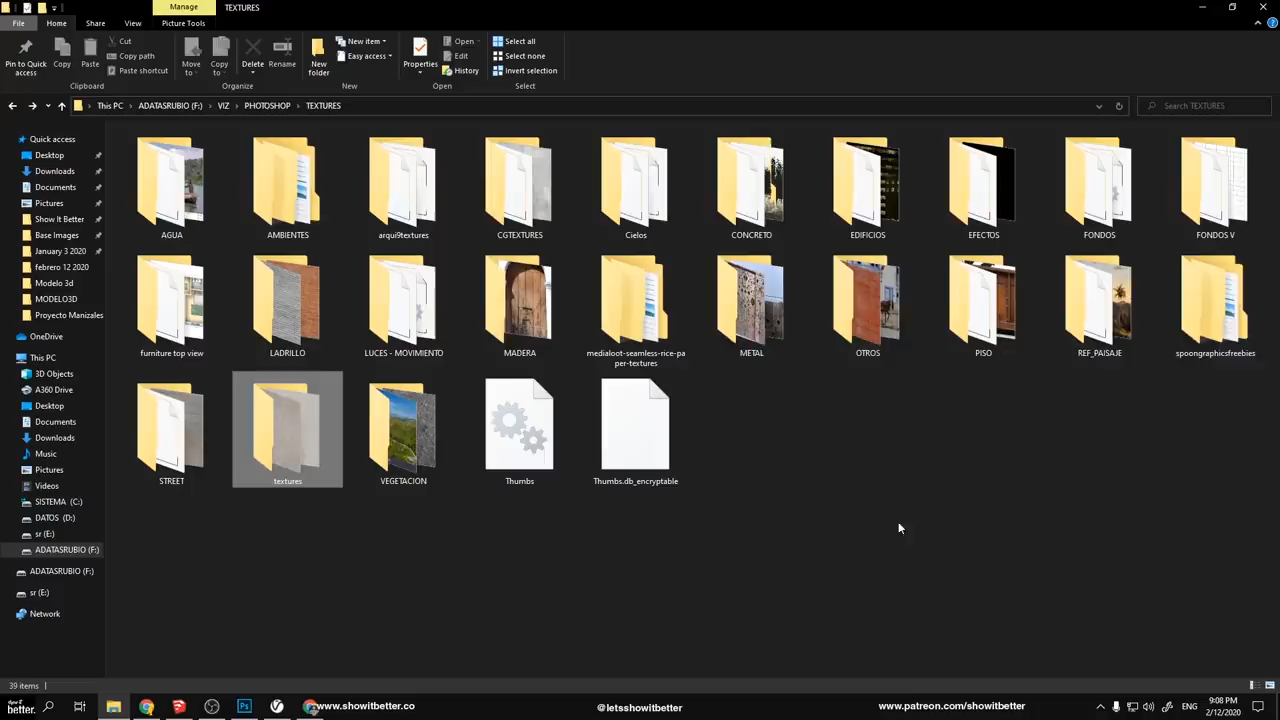 Manage
TEXTURES
File
Home
Share
View
Picture Tools
Pin to Quick access
Copy
Paste
Cut
Copy path
Paste shortcut
Clipboard
Move to
Copy to
Delete
Rename
Organize
New folder
New item
Easy access
New
Properties
Open
Edit
History
Open
Select all
Select none
Invert selection
Select
This PC
ADATASRUBIO (F:)
VIZ
PHOTOSHOP
TEXTURES
Search TEXTURES
Quick access
Desktop
Downloads
Documents
Pictures
Show It Better
Base Images
January 3 2020
febrero 12 2020
Modelo 3d
MODELO3D
Proyecto Manizales
OneDrive
This PC
3D Objects
A360 Drive
Desktop
Documents
Downloads
Music
Pictures
Videos
SISTEMA (C:)
DATOS (D:)
sr (E:)
ADATASRUBIO (F:)
ADATASRUBIO (F:)
sr (E:)
Network
AGUA
AMBIENTES
arqui9textures
CGTEXTURES
Cielos
CONCRETO
EDIFICIOS
EFECTOS
FONDOS
FONDOS V
furniture top view
LADRILLO
LUCES - MOVIMIENTO
MADERA
medialoot-seamless-rice-pa
per-textures
METAL
OTROS
PISO
REF_PAISAJE
spoongraphicsfreebies
STREET
textures
VEGETACION
Thumbs
Thumbs.db_encryptable
39 items
show it
better.
Ps
www.showitbetter.co
@letsshowitbetter
www.patreon.com/showitbetter
ENG
9:08 PM
2/12/2020